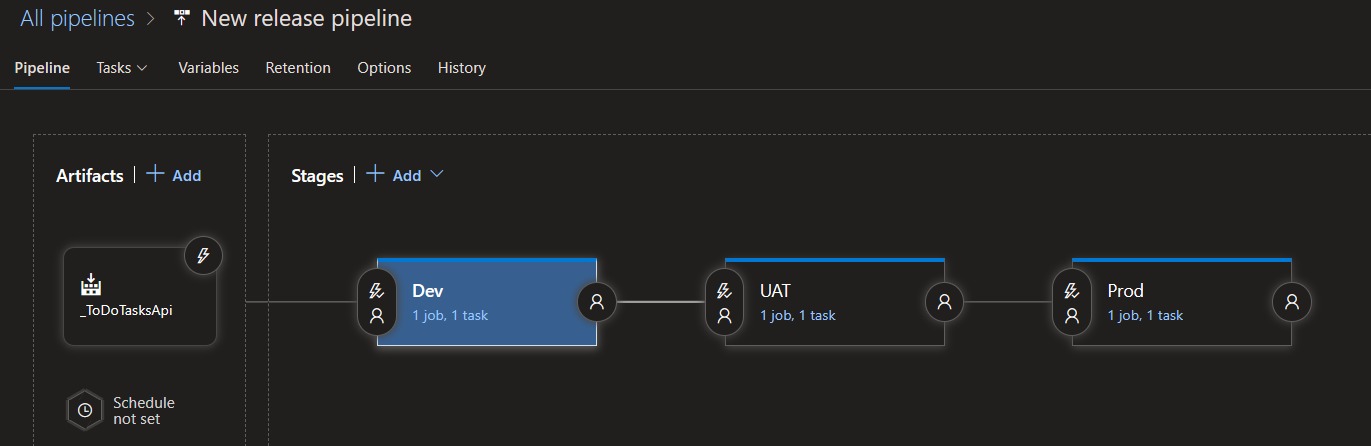 All pipelines > New release pipeline
Pipeline Tasks Variables Retention Options History
Artifacts | + Add
Stages | + Add
_ToDoTasksApi
Schedule
not set
Dev
1 job, 1 task
UAT
1 job, 1 task
Prod
1 job, 1 task